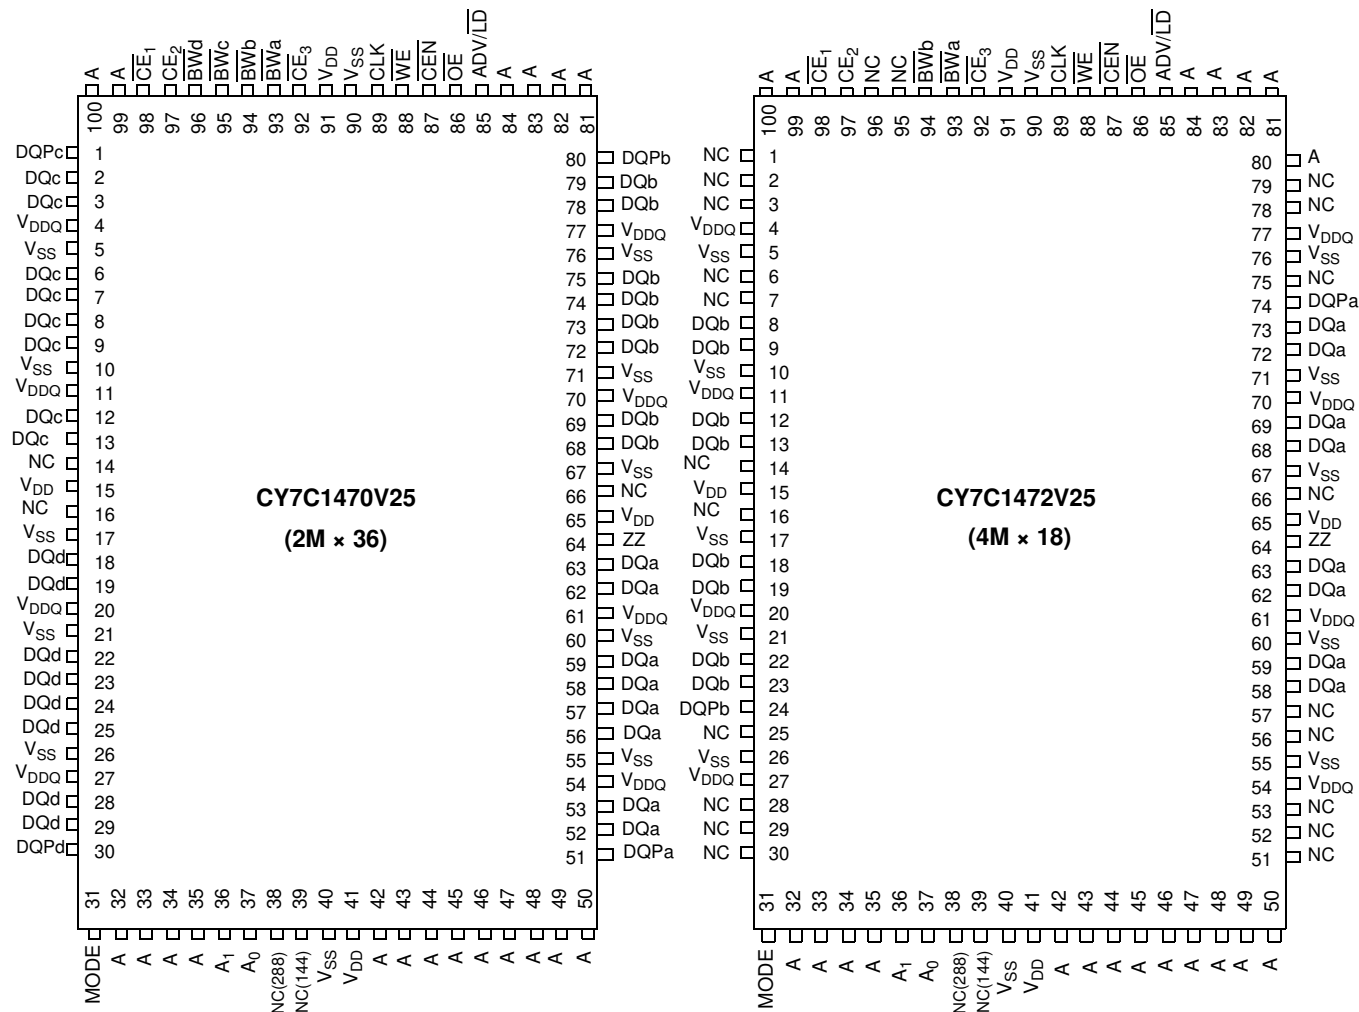 A A CE1 CE2 BWd BWc BWb BWa CE3 VDD VSS CLK WE CEN OE ADV/LD A A A A
100 99 98 97 96 95 94 93 92 91 90 89 88 87 86 85 84 83 82 81
DQPc 1
DQc 2
DQc 3
VDDQ 4
VSS 5
DQc 6
DQc 7
DQc 8
DQc 9
VSS 10
VDDQ 11
DQc 12
DQc 13
NC 14
VDD 15
NC 16
VSS 17
DQd 18
DQd 19
VDDQ 20
VSS 21
DQd 22
DQd 23
DQd 24
DQd 25
VSS 26
VDDQ 27
DQd 28
DQd 29
DQPd 30
CY7C1470V25
(2M × 36)
80 DQPb
79 DQb
78 DQb
77 VDDQ
76 VSS
75 DQb
74 DQb
73 DQb
72 DQb
71 VSS
70 VDDQ
69 DQb
68 DQb
67 VSS
66 NC
65 VDD
64 ZZ
63 DQa
62 DQa
61 VDDQ
60 VSS
59 DQa
58 DQa
57 DQa
56 DQa
55 VSS
54 VDDQ
53 DQa
52 DQa
51 DQPa
31 32 33 34 35 36 37 38 39 40 41 42 43 44 45 46 47 48 49 50
MODE A A A A A1 A0 NC(288) NC(144) VSS VDD A A A A A A A A A
A A CE1 CE2 NC NC BWb BWa CE3 VDD VSS CLK WE CEN OE ADV/LD A A A A
100 99 98 97 96 95 94 93 92 91 90 89 88 87 86 85 84 83 82 81
NC 1
NC 2
NC 3
VDDQ 4
VSS 5
NC 6
NC 7
DQb 8
DQb 9
VSS 10
VDDQ 11
DQb 12
DQb 13
NC 14
VDD 15
NC 16
VSS 17
DQb 18
DQb 19
VDDQ 20
VSS 21
DQb 22
DQb 23
DQPb 24
NC 25
VSS 26
VDDQ 27
NC 28
NC 29
NC 30
CY7C1472V25
(4M × 18)
80 A
79 NC
78 NC
77 VDDQ
76 VSS
75 NC
74 DQPa
73 DQa
72 DQa
71 VSS
70 VDDQ
69 DQa
68 DQa
67 VSS
66 NC
65 VDD
64 ZZ
63 DQa
62 DQa
61 VDDQ
60 VSS
59 DQa
58 DQa
57 NC
56 NC
55 VSS
54 VDDQ
53 NC
52 NC
51 NC
31 32 33 34 35 36 37 38 39 40 41 42 43 44 45 46 47 48 49 50
MODE A A A A A1 A0 NC(288) NC(144) VSS VDD A A A A A A A A A